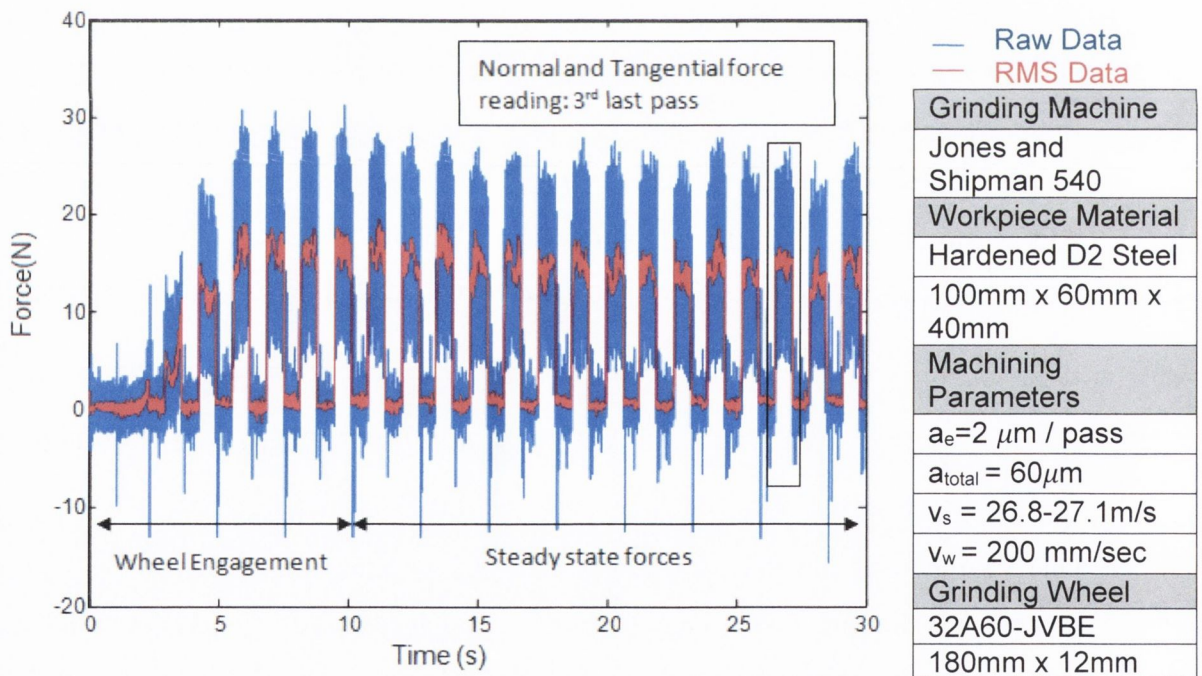 40
30
20
10
0
-10
-20
Force(N)
Normal and Tangential force
reading: 3rd last pass
Wheel Engagement
Steady state forces
0
5
10
15
20
25
30
Time (s)
Raw Data
RMS Data
Grinding Machine
Jones and
Shipman 540
Workpiece Material
Hardened D2 Steel
100mm x 60mm x
40mm
Machining
Parameters
ae=2 μm / pass
atotal = 60μm
vs = 26.8-27.1m/s
vw = 200 mm/sec
Grinding Wheel
32A60-JVBE
180mm x 12mm